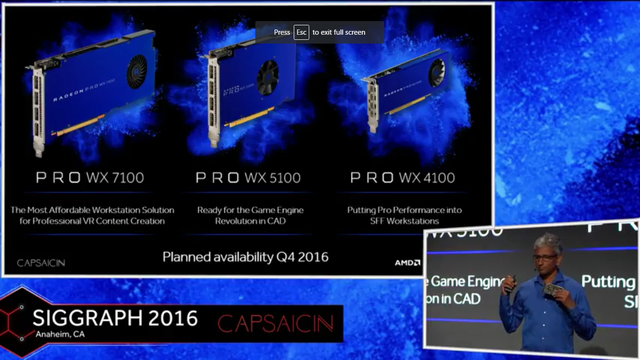 Press Esc to exit full screen
RADEON PRO
PRO WX 7100
PRO WX 5100
PRO WX 4100
The Most Affordable Workstation Solution
for Professional VR Content Creation
Ready for the Game Engine
Revolution in CAD
Putting Pro Performance into
SFF Workstations
Planned availability Q4 2016
CAPSAICIN
AMD
SIGGRAPH 2016
Anaheim, CA
CAPSAICIN
WX 5100
e Game Engine
on in CAD
Putting